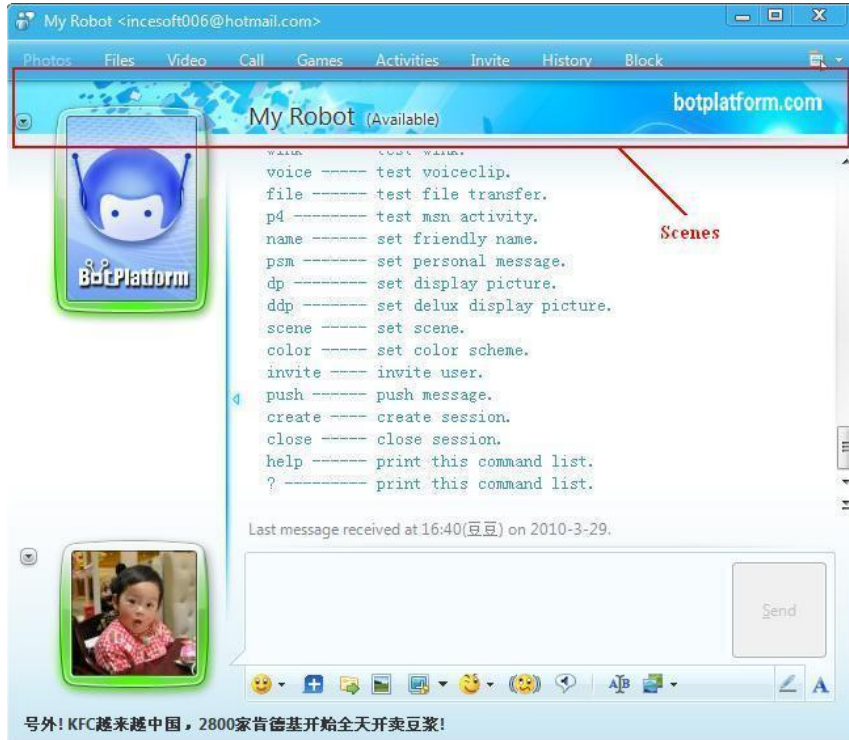 My Robot <incesoft006@hotmail.com>
Photos Files Video Call Games Activities Invite History Block
botplatform.com
My Robot (Available)
wink ------ test wink.
voice ----- test voiceclip.
file ------ test file transfer.
p4 -------- test msn activity.
name ------ set friendly name.
psm ------- set personal message.
dp -------- set display picture.
ddp ------- set delux display picture.
scene ----- set scene.
color ----- set color scheme.
invite ---- invite user.
push ------ push message.
create ---- create session.
close ----- close session.
help ------ print this command list.
? --------- print this command list.
Scenes
BotPlatform
Last message received at 16:40(豆豆) on 2010-3-29.
Send
号外! KFC越来越中国，2800家肯德基开始全天开卖豆浆!